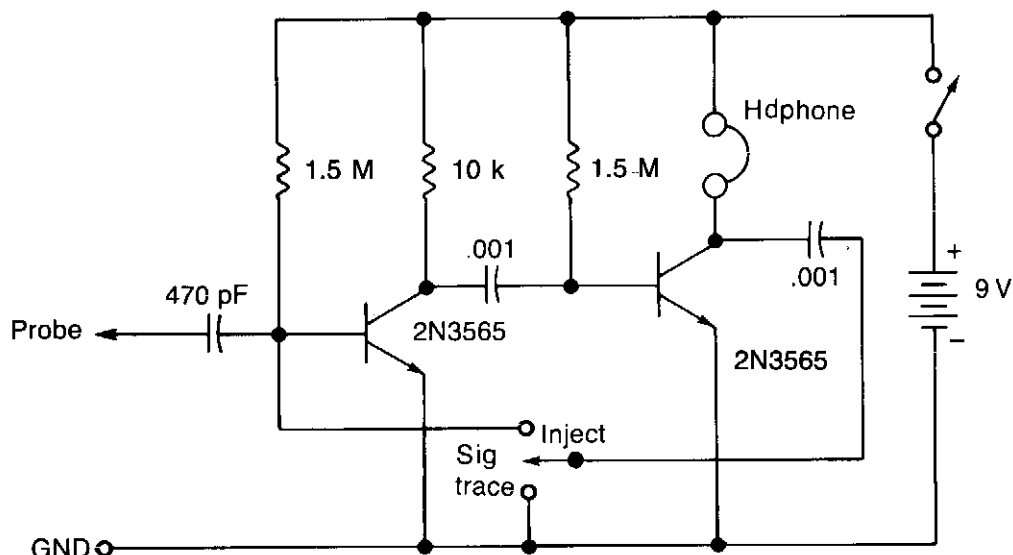 Hdphone
1.5 M
10 k
1.5 M
.001
.001
+
9 V
−
470 pF
Probe
2N3565
2N3565
Inject
Sig
trace
GND